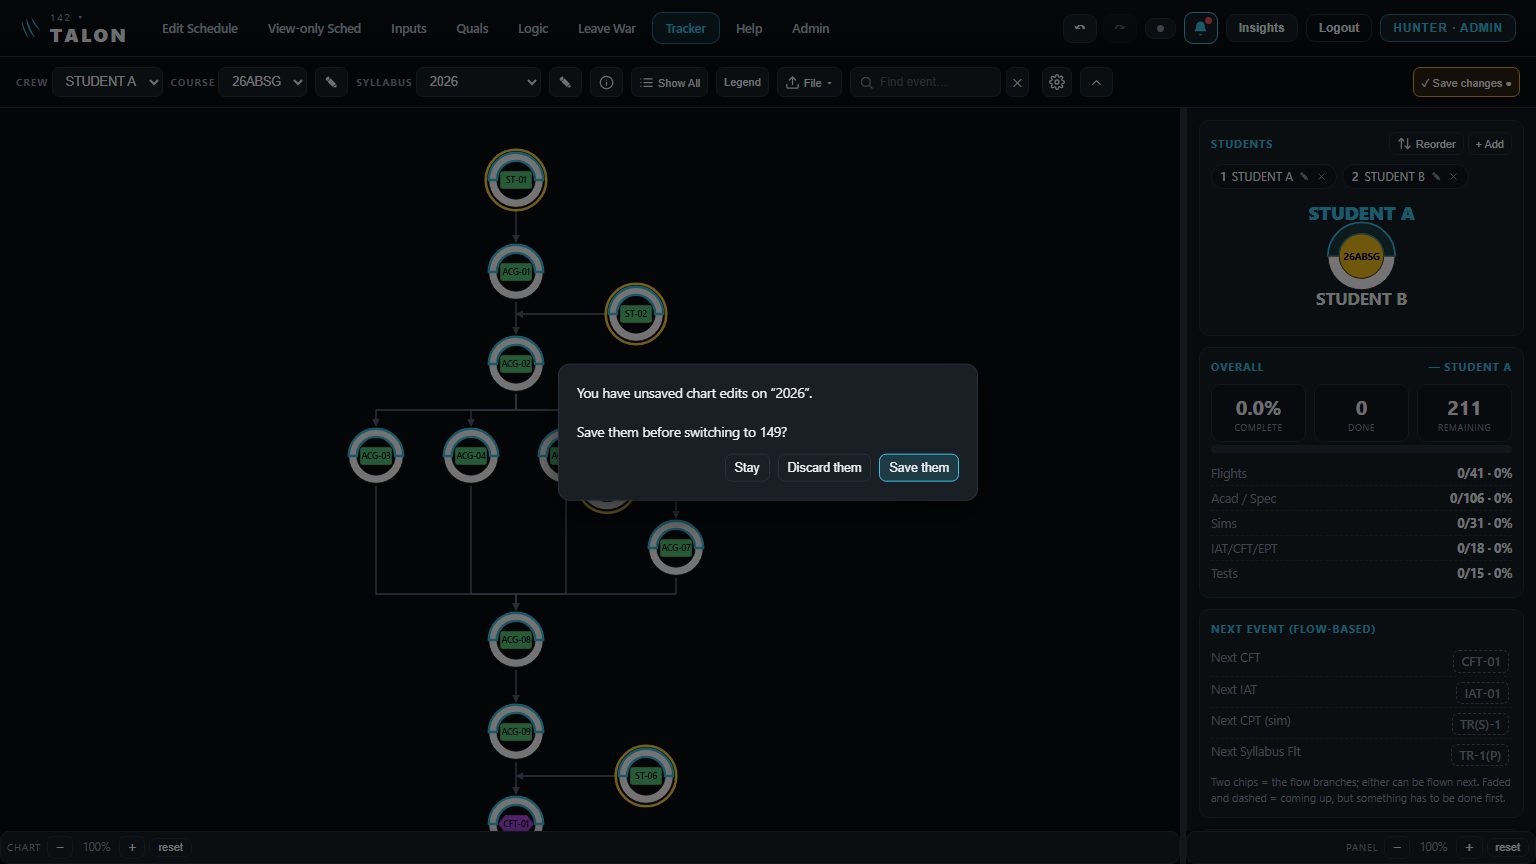 142
TALON
Edit Schedule
View-only Sched
Inputs
Quals
Logic
Leave War
Tracker
Help
Admin
Insights
Logout
HUNTER · ADMIN
CREW
STUDENT A
COURSE
26ABSG
SYLLABUS
2026
Show All
Legend
File
Find event...
✓ Save changes
ST-01
ACG-01
ST-02
ACG-02
ACG-03
ACG-04
ACG-07
ACG-08
ACG-09
ST-06
CFT-01
You have unsaved chart edits on “2026”.
Save them before switching to 149?
Stay
Discard them
Save them
STUDENTS
Reorder
+ Add
1 STUDENT A
2 STUDENT B
STUDENT A
26ABSG
STUDENT B
OVERALL
— STUDENT A
0.0%
COMPLETE
0
DONE
211
REMAINING
Flights 0/41 · 0%
Acad / Spec 0/106 · 0%
Sims 0/31 · 0%
IAT/CFT/EPT 0/18 · 0%
Tests 0/15 · 0%
NEXT EVENT (FLOW-BASED)
Next CFT CFT-01
Next IAT IAT-01
Next CPT (sim) TR(S)-1
Next Syllabus Flt TR-1(P)
Two chips = the flow branches; either can be flown next. Faded
and dashed = coming up, but something has to be done first.
CHART − 100% + reset
PANEL − 100% + reset